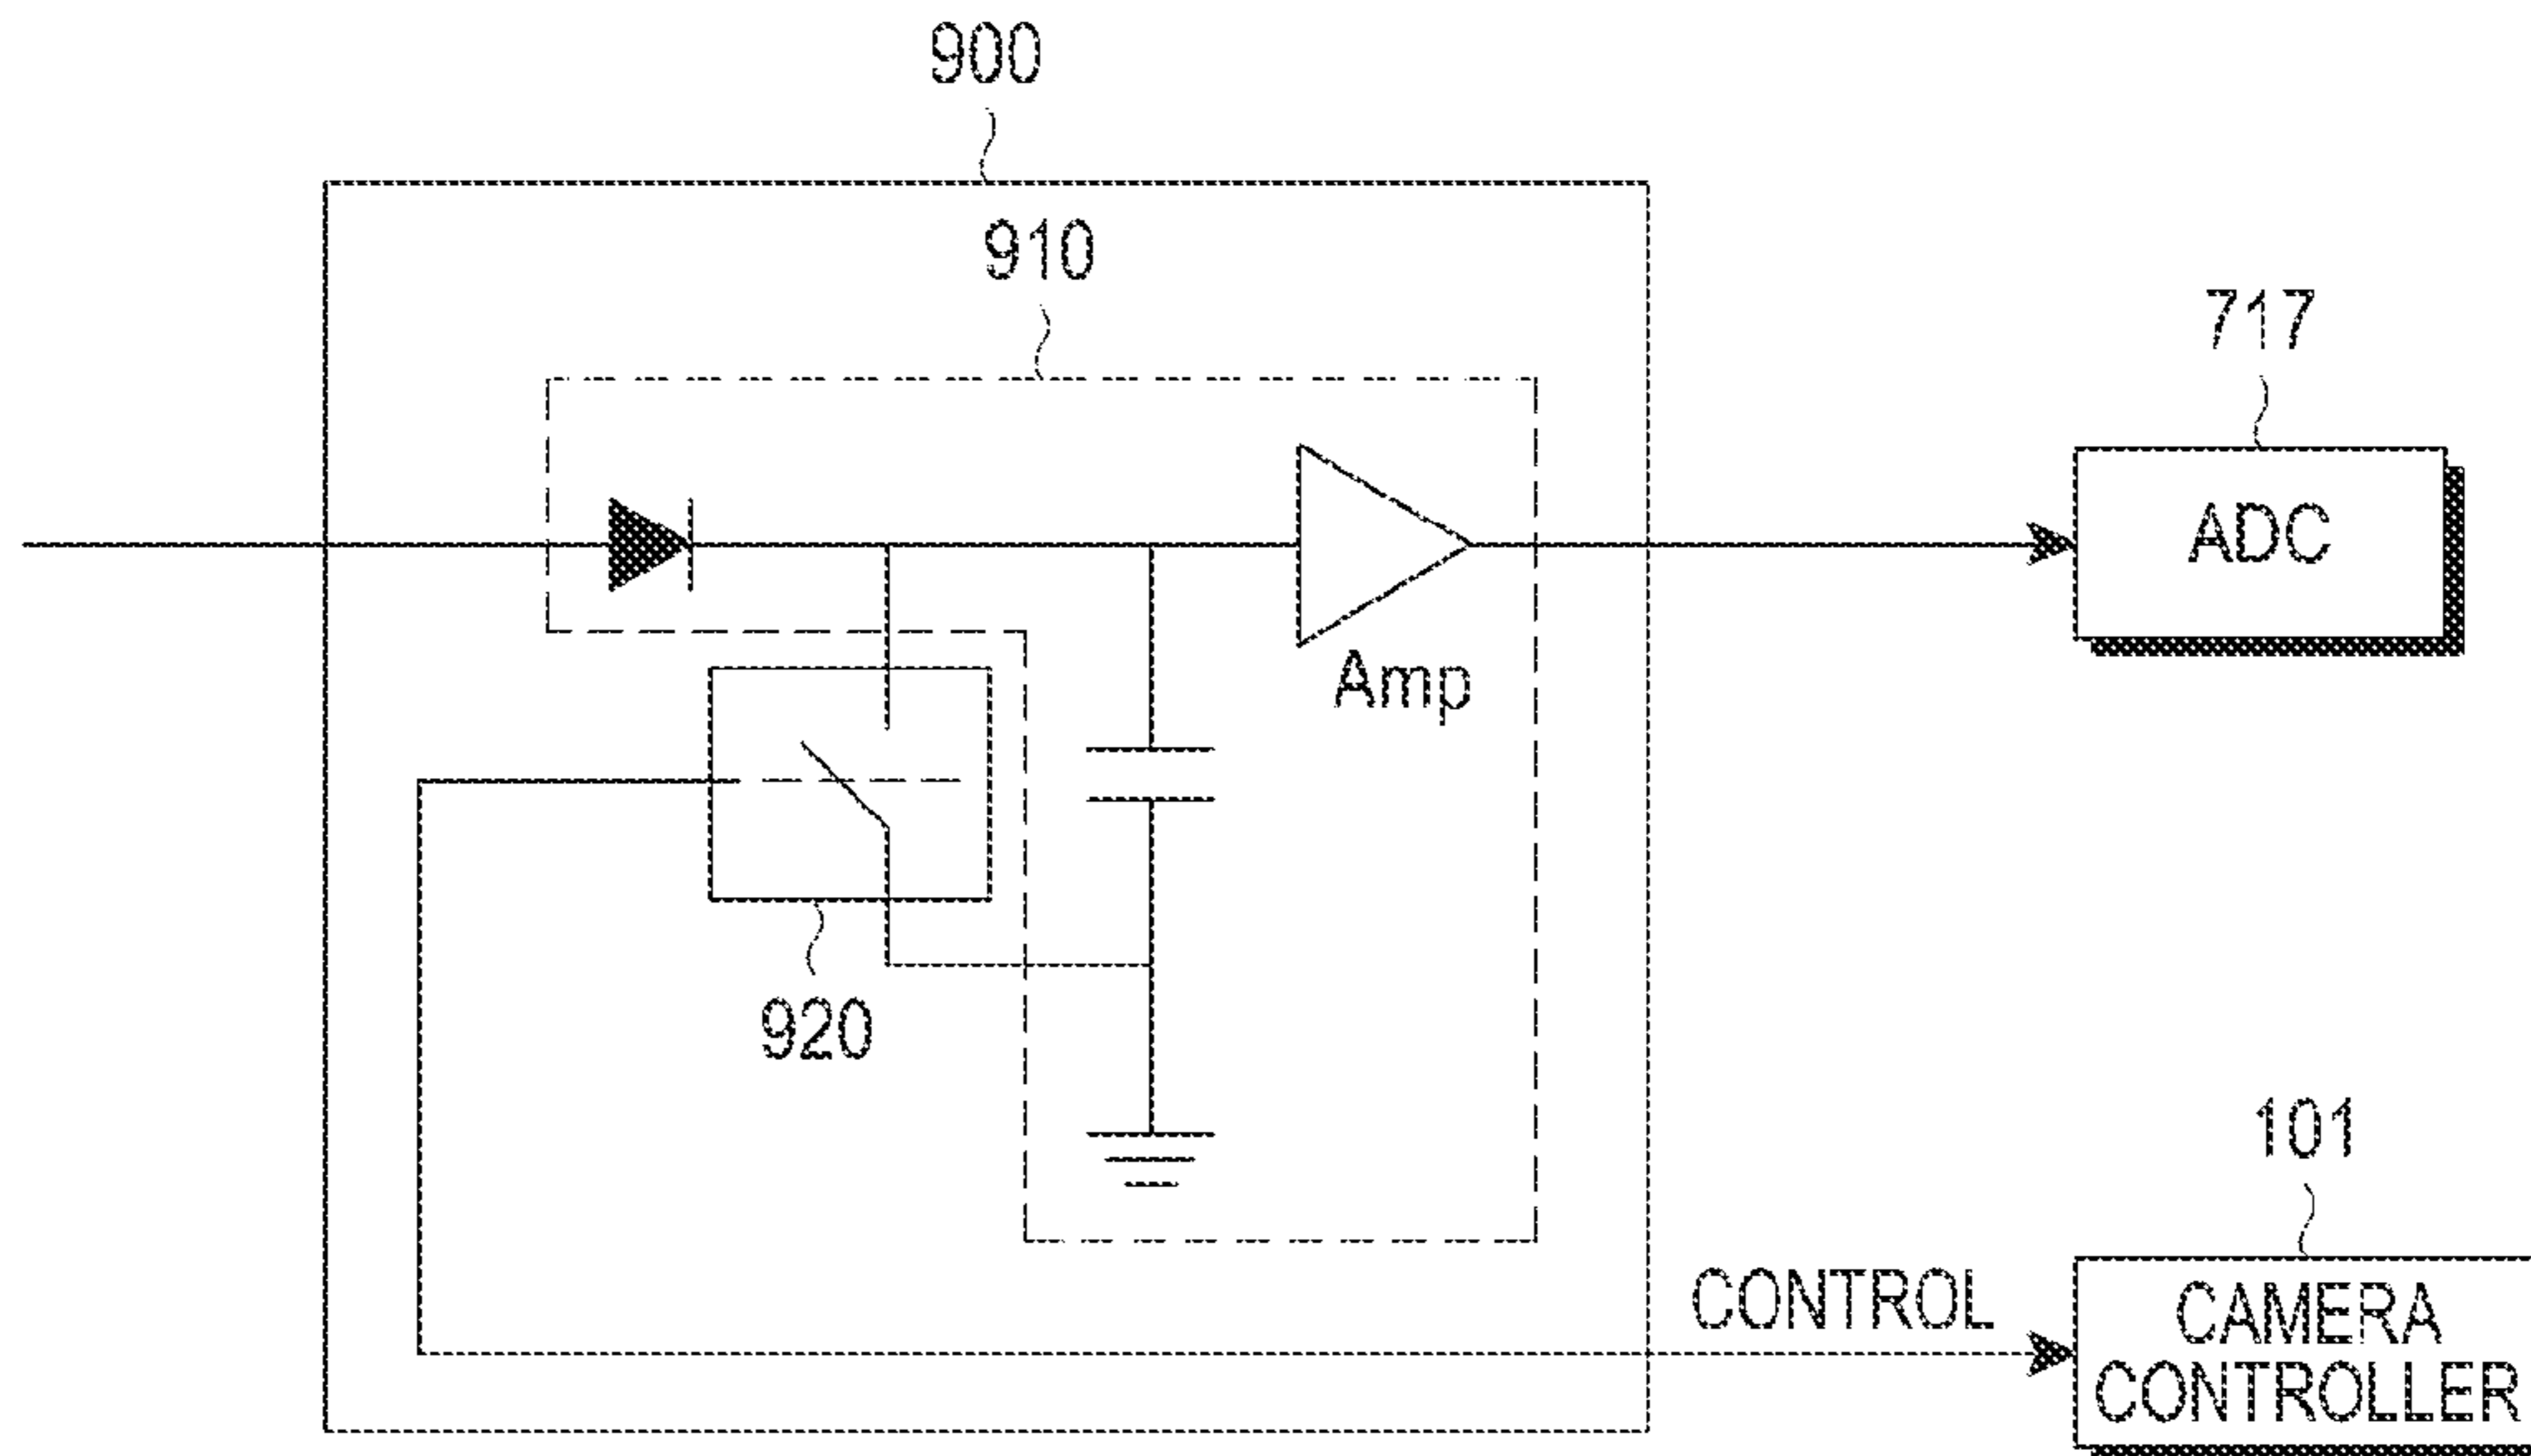 900
910
717
ADC
Amp
920
101
CONTROL
CAMERA
CONTROLLER